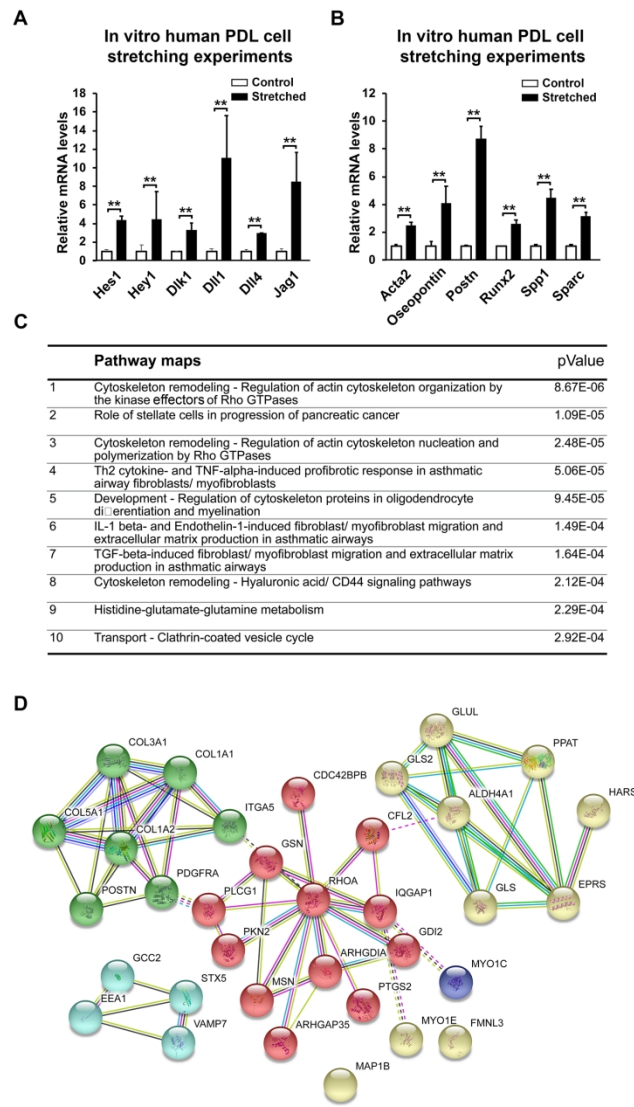 A
In vitro human PDL cell
stretching experiments
Control
Stretched
Relative mRNA levels
18
16
14
12
10
8
6
4
2
0
**
**
**
**
**
**
Hes1
Hey1
Dlk1
Dll1
Dll4
Jag1
B
In vitro human PDL cell
stretching experiments
Control
Stretched
Relative mRNA levels
12
10
8
6
4
2
0
**
**
**
**
**
**
Acta2
Oseopontin
Postn
Runx2
Spp1
Sparc
C
Pathway maps pValue
1 Cytoskeleton remodeling - Regulation of actin cytoskeleton organization by 8.67E-06
the kinase effectors of Rho GTPases
2 Role of stellate cells in progression of pancreatic cancer 1.09E-05
3 Cytoskeleton remodeling - Regulation of actin cytoskeleton nucleation and 2.48E-05
polymerization by Rho GTPases
4 Th2 cytokine- and TNF-alpha-induced profibrotic response in asthmatic 5.06E-05
airway fibroblasts/ myofibroblasts
5 Development - Regulation of cytoskeleton proteins in oligodendrocyte 9.45E-05
di□erentiation and myelination
6 IL-1 beta- and Endothelin-1-induced fibroblast/ myofibroblast migration and 1.49E-04
extracellular matrix production in asthmatic airways
7 TGF-beta-induced fibroblast/ myofibroblast migration and extracellular matrix 1.64E-04
production in asthmatic airways
8 Cytoskeleton remodeling - Hyaluronic acid/ CD44 signaling pathways 2.12E-04
9 Histidine-glutamate-glutamine metabolism 2.29E-04
10 Transport - Clathrin-coated vesicle cycle 2.92E-04
D
COL3A1
COL1A1
COL5A1
COL1A2
ITGA5
POSTN
PDGFRA
GLUL
GLS2
PPAT
ALDH4A1
HARS
GLS
EPRS
CDC42BPB
CFL2
GSN
RHOA
PLCG1
IQGAP1
PKN2
GDI2
ARHGDIA
MSN
PTGS2
ARHGAP35
MYO1C
MYO1E
FMNL3
MAP1B
GCC2
STX5
EEA1
VAMP7